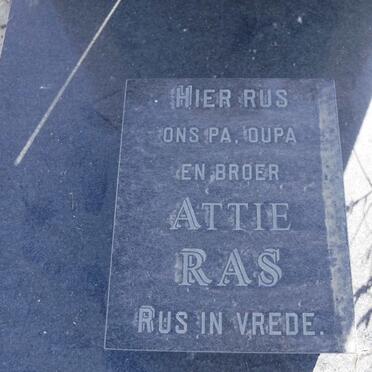 HIER RUS
ONS PA, OUPA
EN BROER
ATTIE
RAS
RUS IN VREDE.